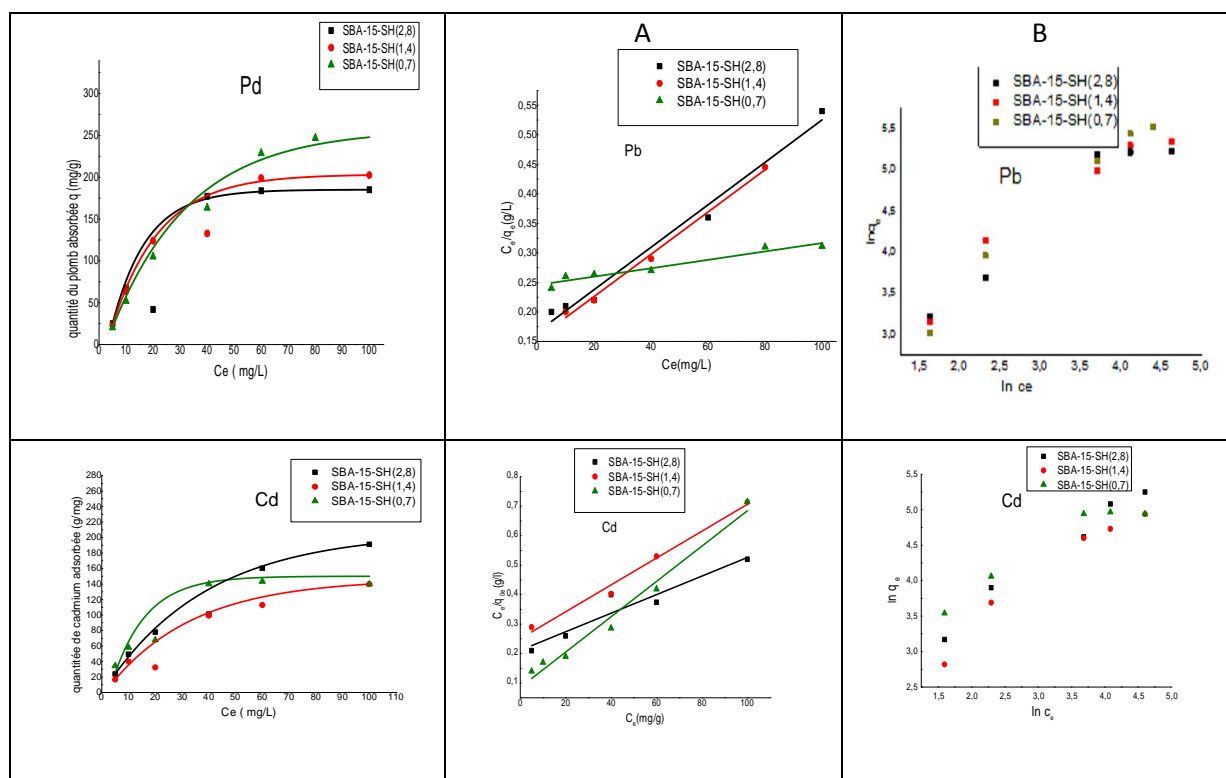 SBA-15-SH(2,8)
SBA-15-SH(1,4)
SBA-15-SH(0,7)
Pd
quantité du plomb absorbée q (mg/g)
300
250
200
150
100
50
0
0 10 20 30 40 50 60 70 80 90 100
Ce ( mg/L)
A
SBA-15-SH(2,8)
SBA-15-SH(1,4)
SBA-15-SH(0,7)
Pb
Ce/qe(g/L)
0,55
0,50
0,45
0,40
0,35
0,30
0,25
0,20
0,15
0 20 40 60 80 100
Ce(mg/L)
B
SBA-15-SH(2,8)
SBA-15-SH(1,4)
SBA-15-SH(0,7)
Pb
lnqe
5,5
5,0
4,5
4,0
3,5
3,0
1,5 2,0 2,5 3,0 3,5 4,0 4,5 5,0
ln ce
SBA-15-SH(2,8)
SBA-15-SH(1,4)
SBA-15-SH(0,7)
Cd
quantitée de cadmium adsorbée (g/mg)
280
260
240
220
200
180
160
140
120
100
80
60
40
20
0
0 10 20 30 40 50 60 70 80 90 100 110
Ce ( mg/L)
SBA-15-SH(2,8)
SBA-15-SH(1,4)
SBA-15-SH(0,7)
Cd
(g/l)
0,8
0,7
0,6
0,5
0,4
0,3
0,2
0,1
0 20 40 60 80 100
Ce(mg/g)
SBA-15-SH(2,8)
SBA-15-SH(1,4)
SBA-15-SH(0,7)
Cd
ln qe
5,5
5,0
4,5
4,0
3,5
3,0
2,5
1,5 2,0 2,5 3,0 3,5 4,0 4,5 5,0
ln ce